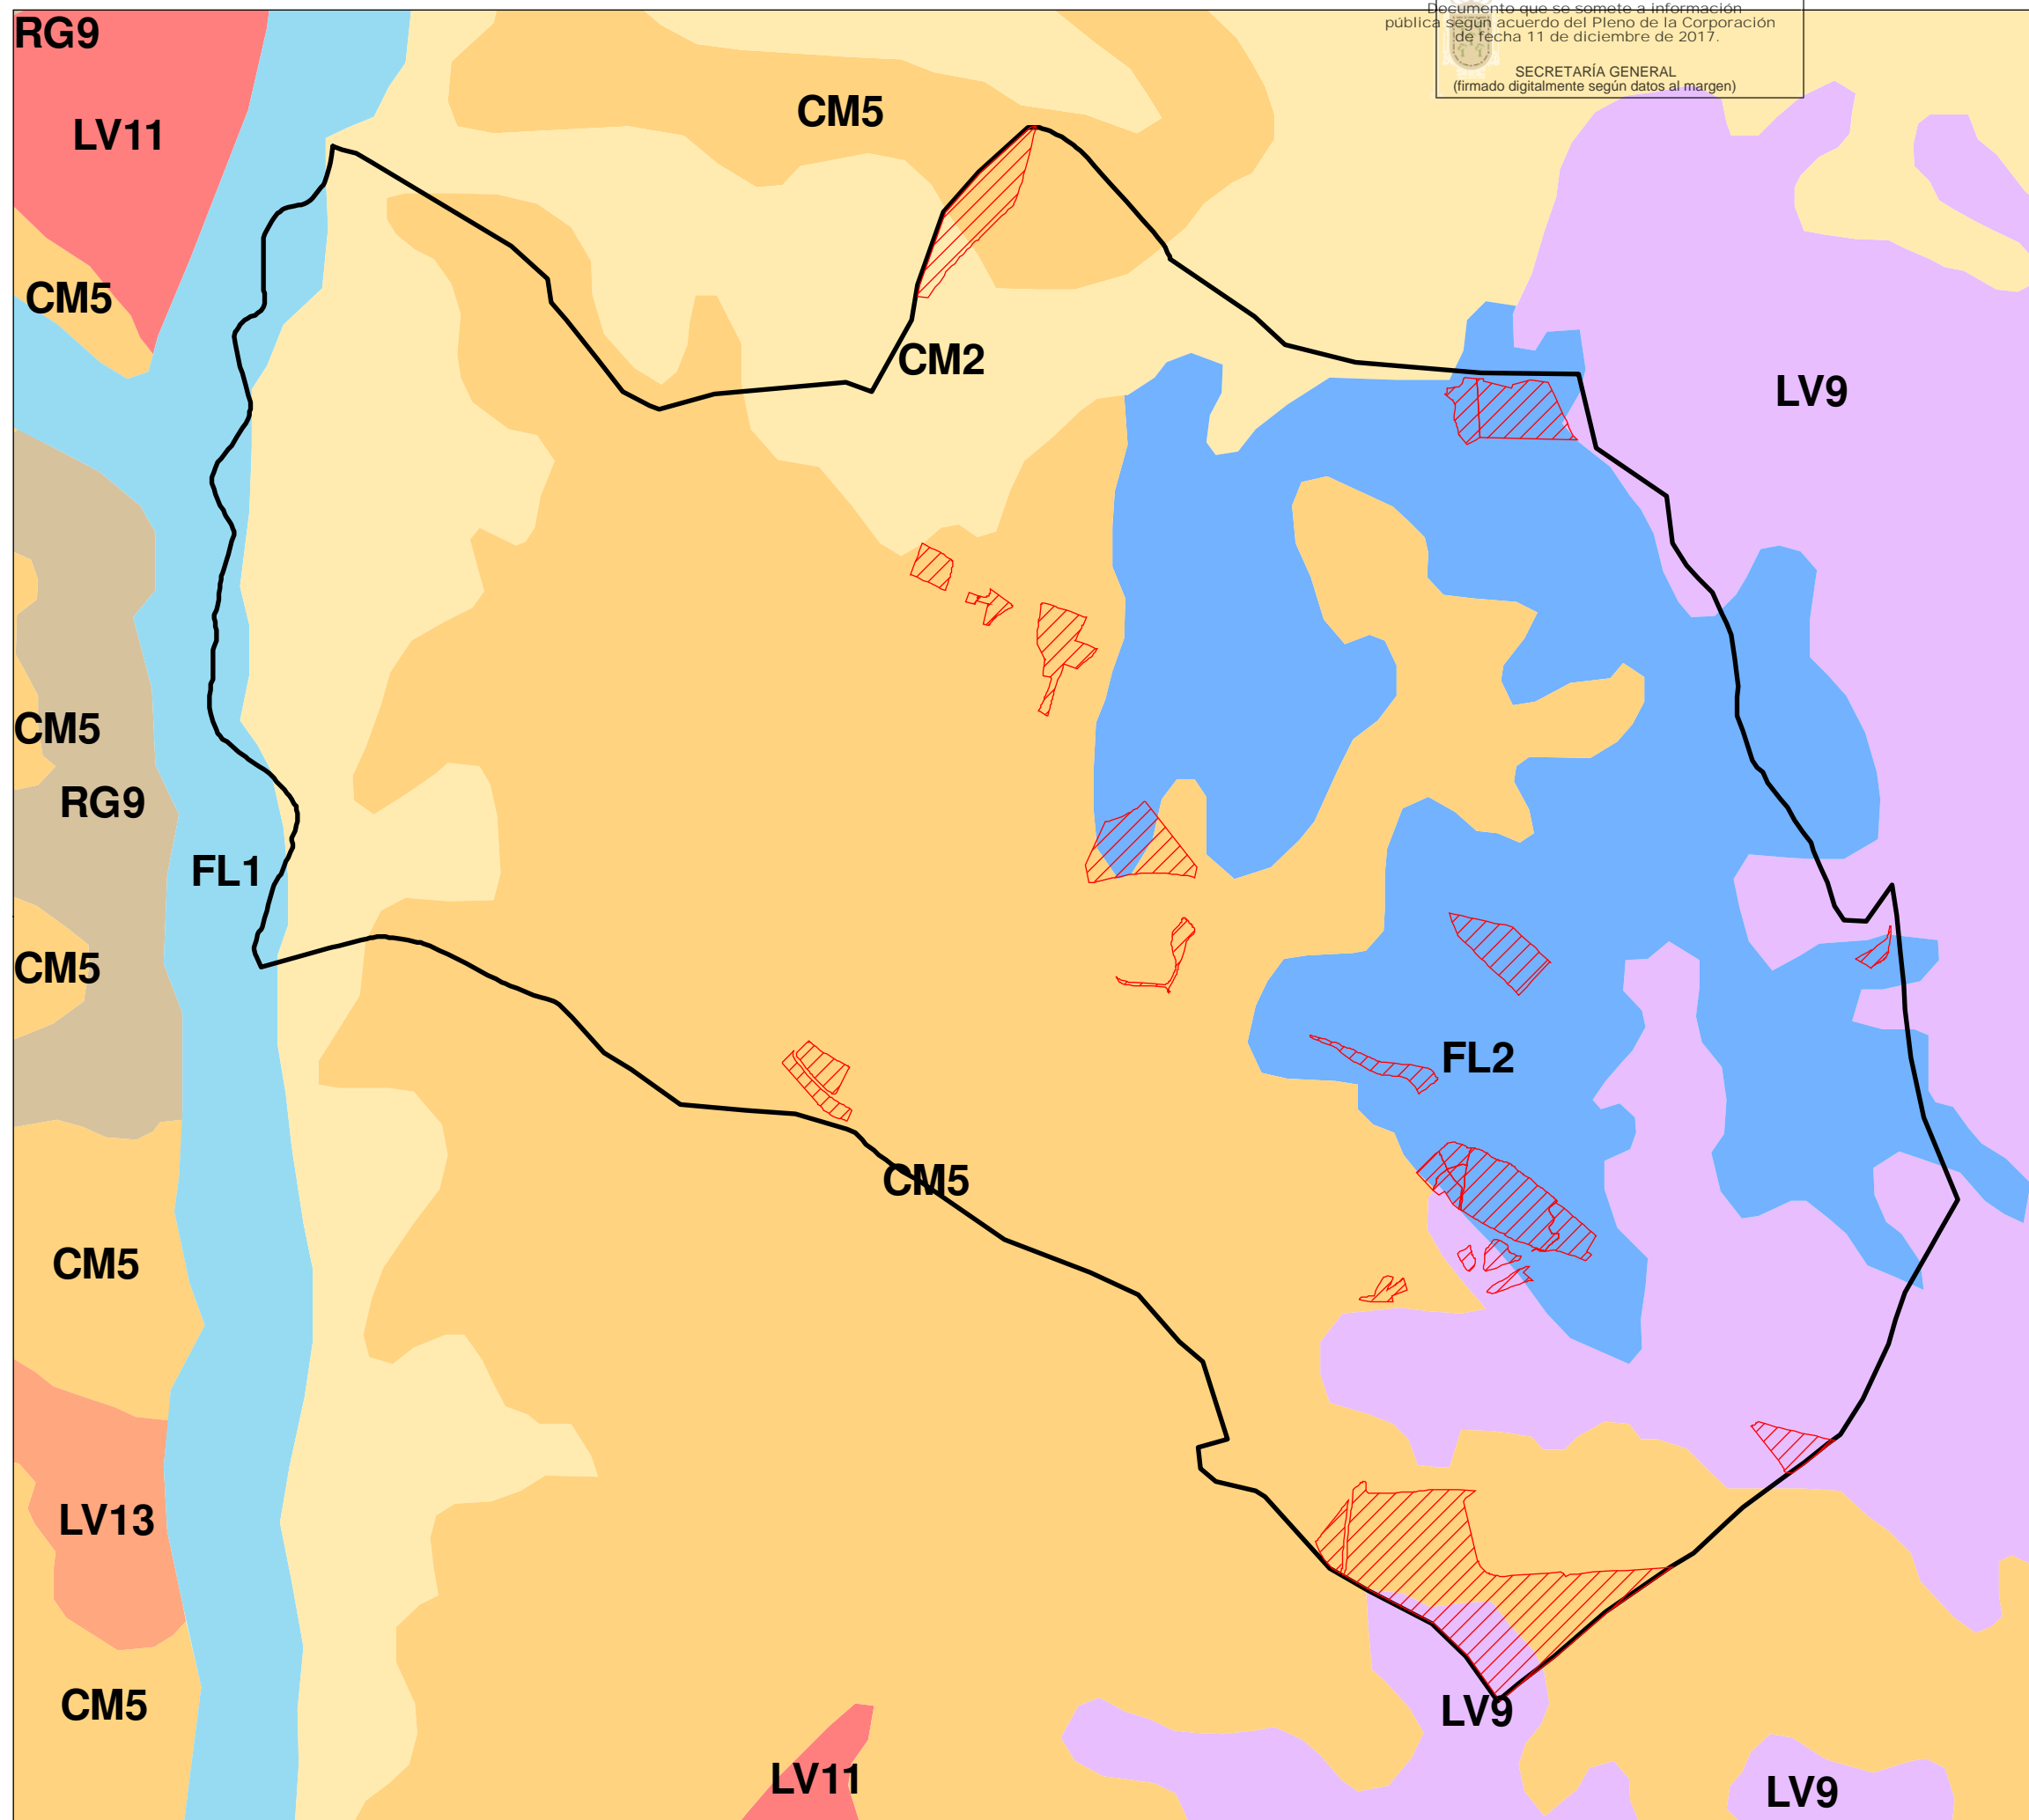 Documento que se somete a información
pública según acuerdo del Pleno de la Corporación
de fecha 11 de diciembre de 2017.
SECRETARÍA GENERAL
(firmado digitalmente según datos al margen)
RG9
LV11
CM5
CM5
CM2
LV9
CM5
RG9
FL1
CM5
FL2
CM5
CM5
LV13
CM5
LV9
LV11
LV9